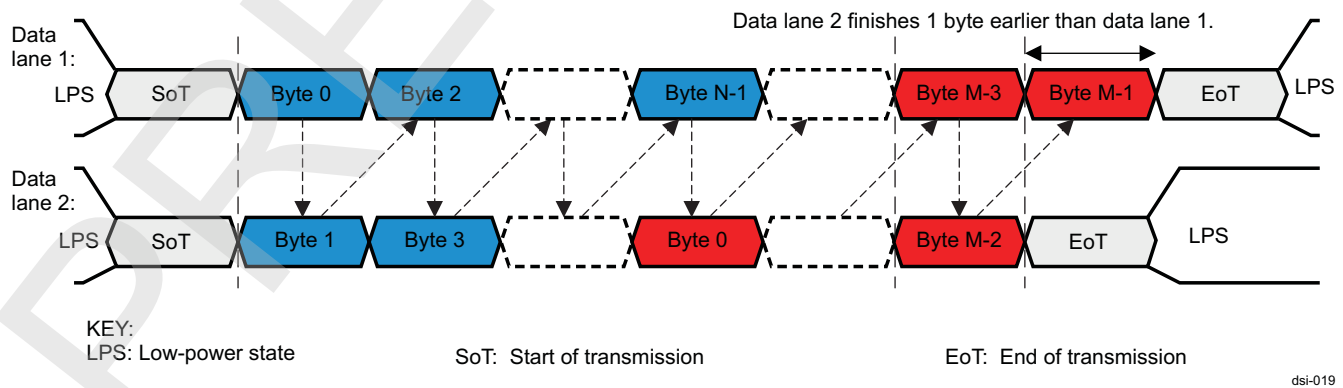 Data lane 2 finishes 1 byte earlier than data lane 1.
Data
lane 1:
LPS SoT Byte 0 Byte 2 Byte N-1 Byte M-3 Byte M-1 EoT LPS
Data
lane 2:
LPS SoT Byte 1 Byte 3 Byte 0 Byte M-2 EoT LPS
KEY:
LPS: Low-power state SoT: Start of transmission EoT: End of transmission
dsi-019
PRE